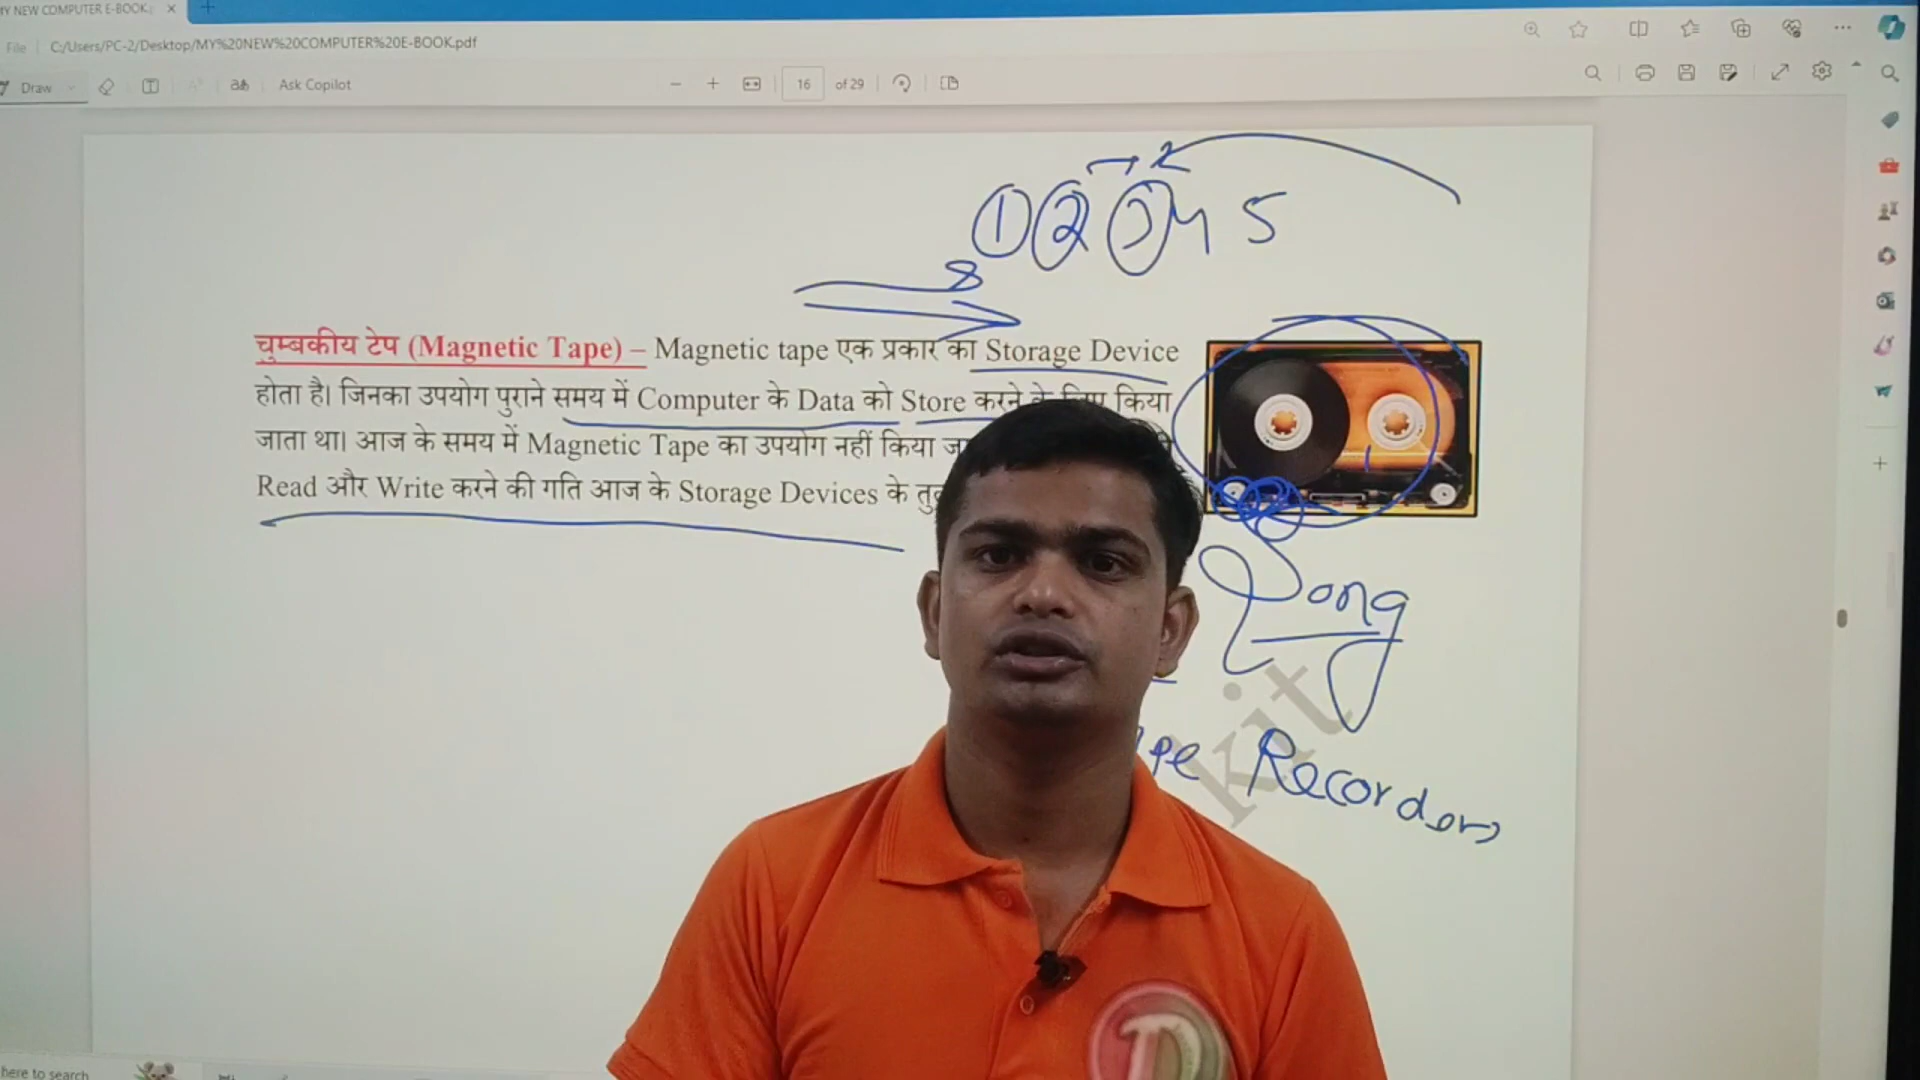 MY NEW COMPUTER E-BOOK.
File C:/Users/PC-2/Desktop/MY%20NEW%20COMPUTER%20E-BOOK.pdf
Draw Ask Copilot 16 of 29
1 2 3 4 5
चुम्बकीय टेप (Magnetic Tape) – Magnetic tape एक प्रकार का Storage Device
होता है। जिनका उपयोग पुराने समय में Computer के Data को Store करने के लिए किया
जाता था। आज के समय में Magnetic Tape का उपयोग नहीं किया
Read और Write करने की गति आज के Storage Devices के
Song
kit
pe Recorder
here to search